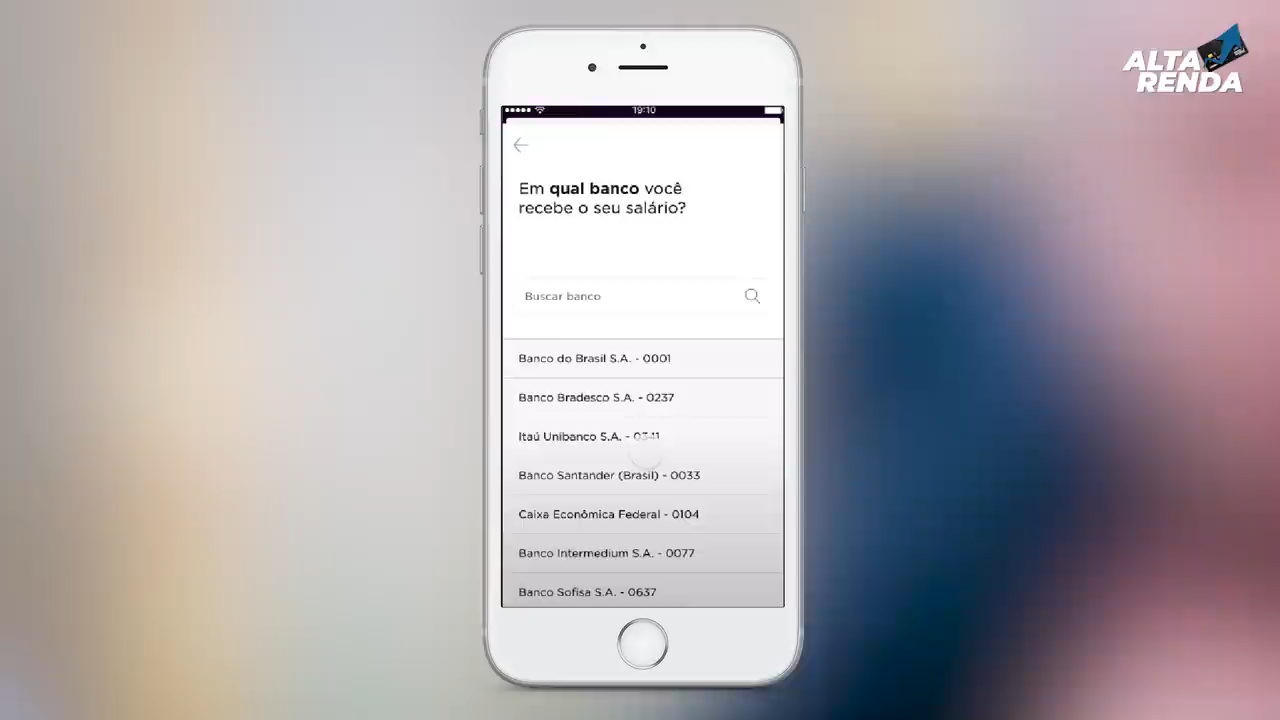 ALTA
RENDA
19:10
Em qual banco você
recebe o seu salário?
Buscar banco
Banco do Brasil S.A. - 0001
Banco Bradesco S.A. - 0237
Itaú Unibanco S.A. - 0341
Banco Santander (Brasil) - 0033
Caixa Econômica Federal - 0104
Banco Intermedium S.A. - 0077
Banco Sofisa S.A. - 0637